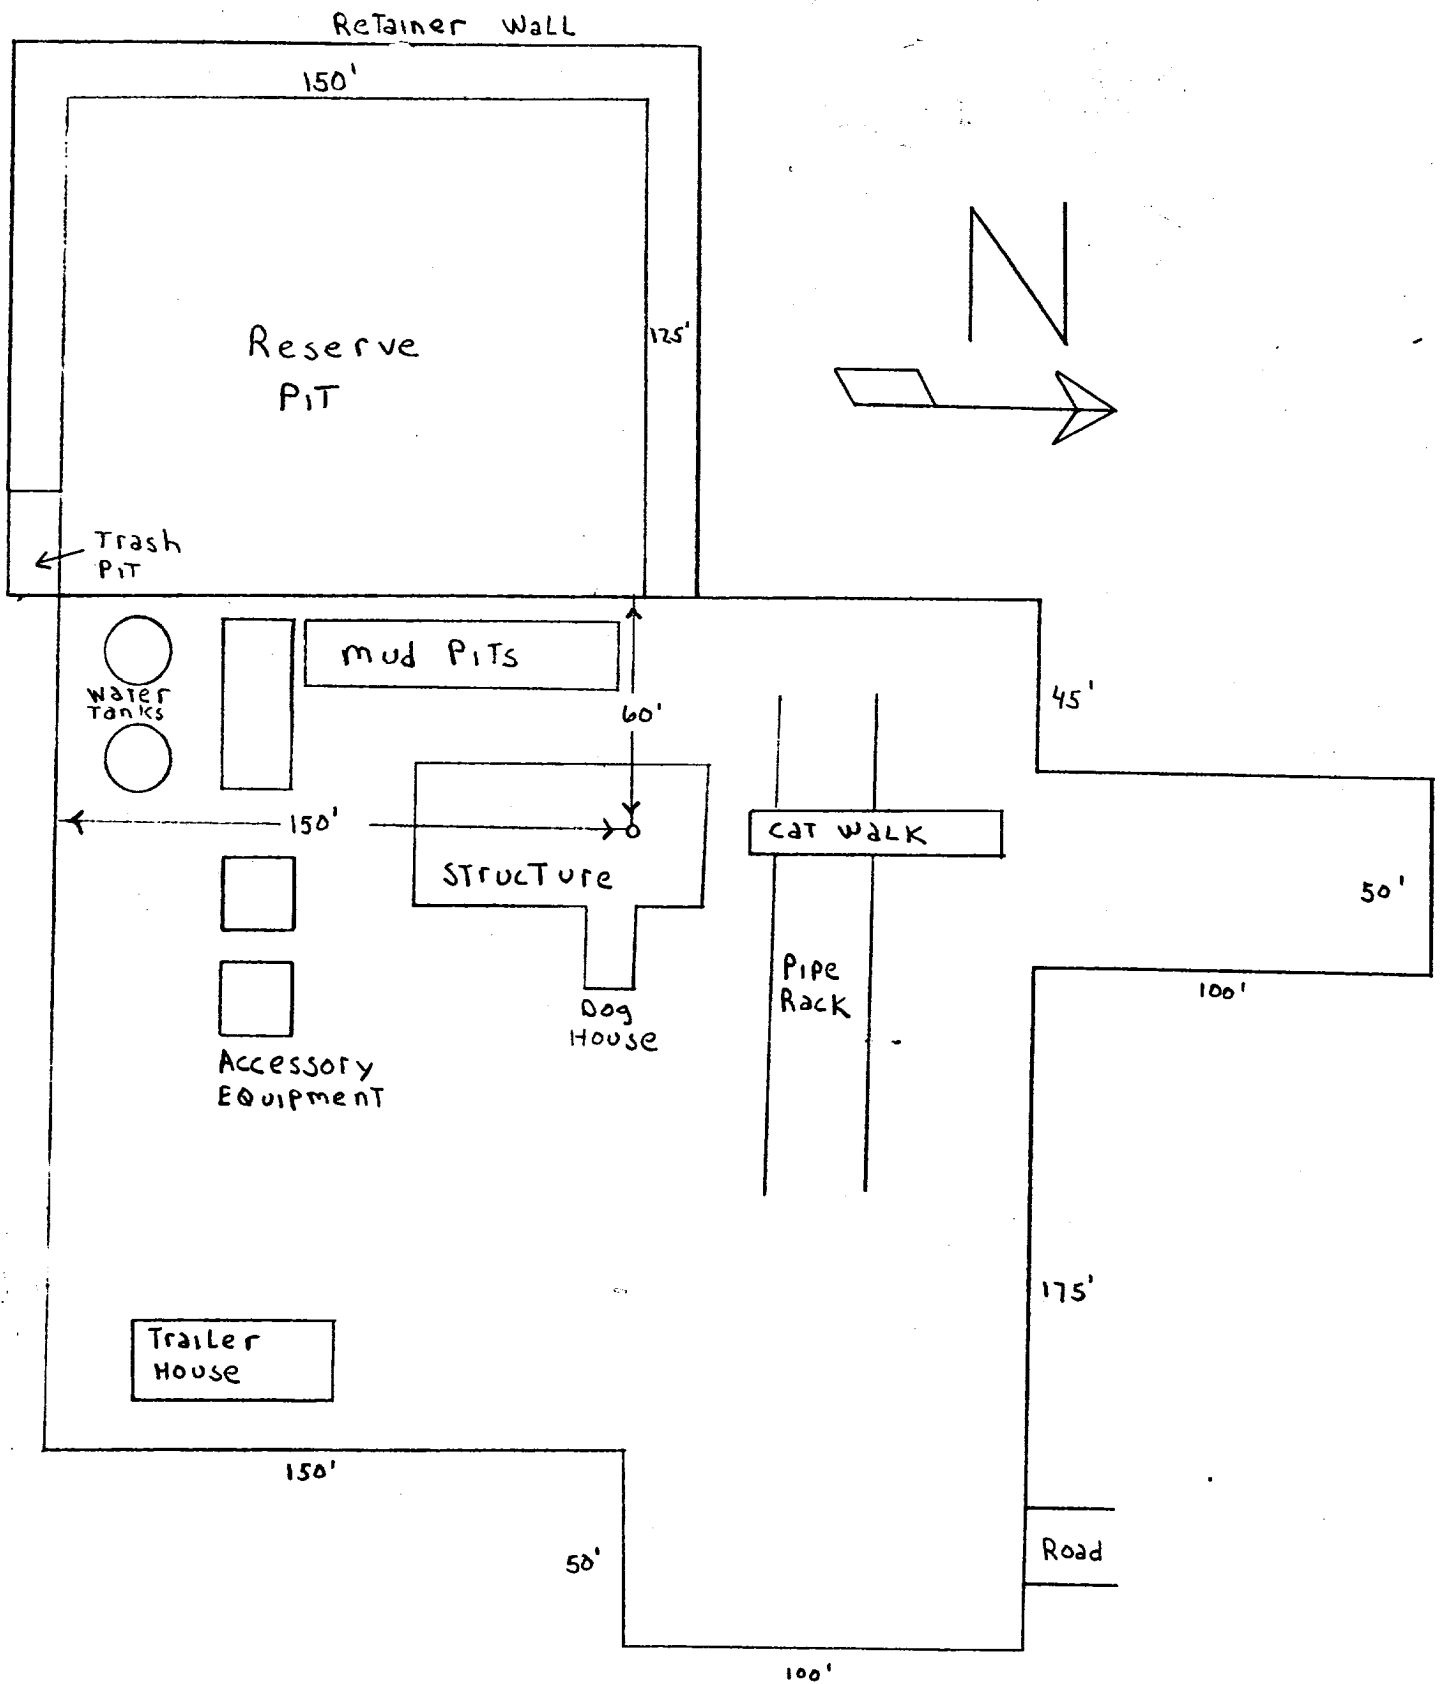 Retainer Wall
150'
N
Reserve
Pit
125'
Trash
Pit
Mud Pits
Water
Tanks
60'
45'
150'
Cat Walk
Structure
50'
Pipe
Rack
100'
Dog
House
Accessory
Equipment
175'
Trailer
House
150'
50'
Road
100'